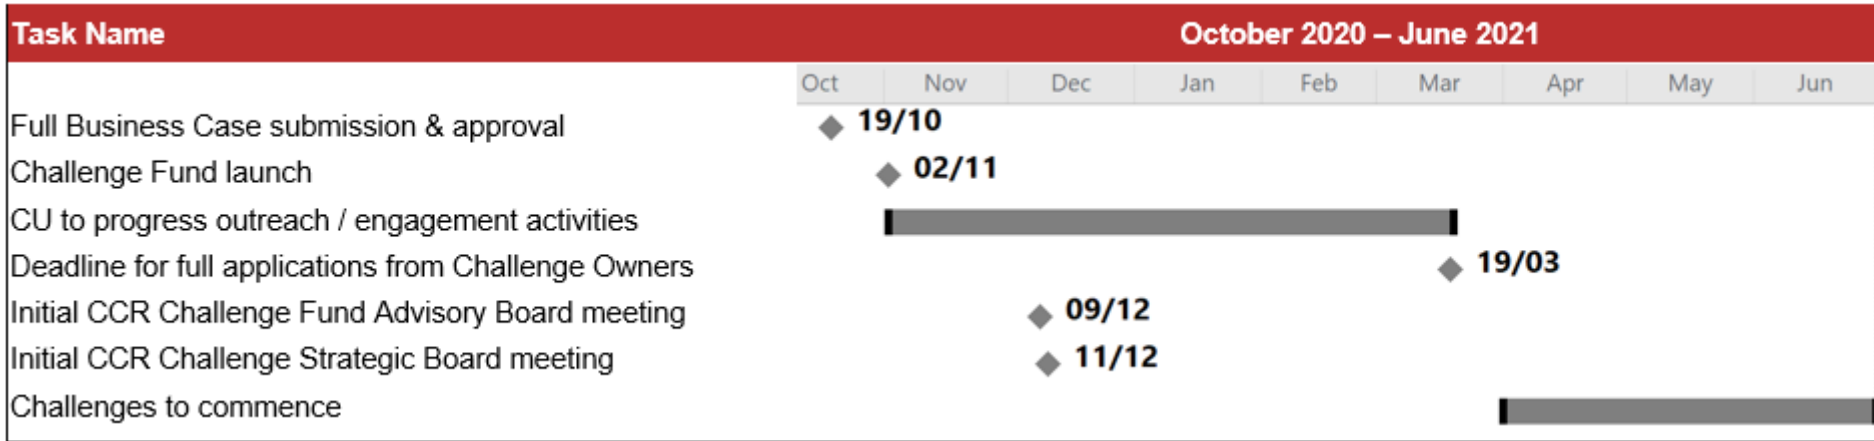 Task Name October 2020 – June 2021
Oct Nov Dec Jan Feb Mar Apr May Jun
Full Business Case submission & approval 19/10
Challenge Fund launch 02/11
CU to progress outreach / engagement activities
Deadline for full applications from Challenge Owners 19/03
Initial CCR Challenge Fund Advisory Board meeting 09/12
Initial CCR Challenge Strategic Board meeting 11/12
Challenges to commence